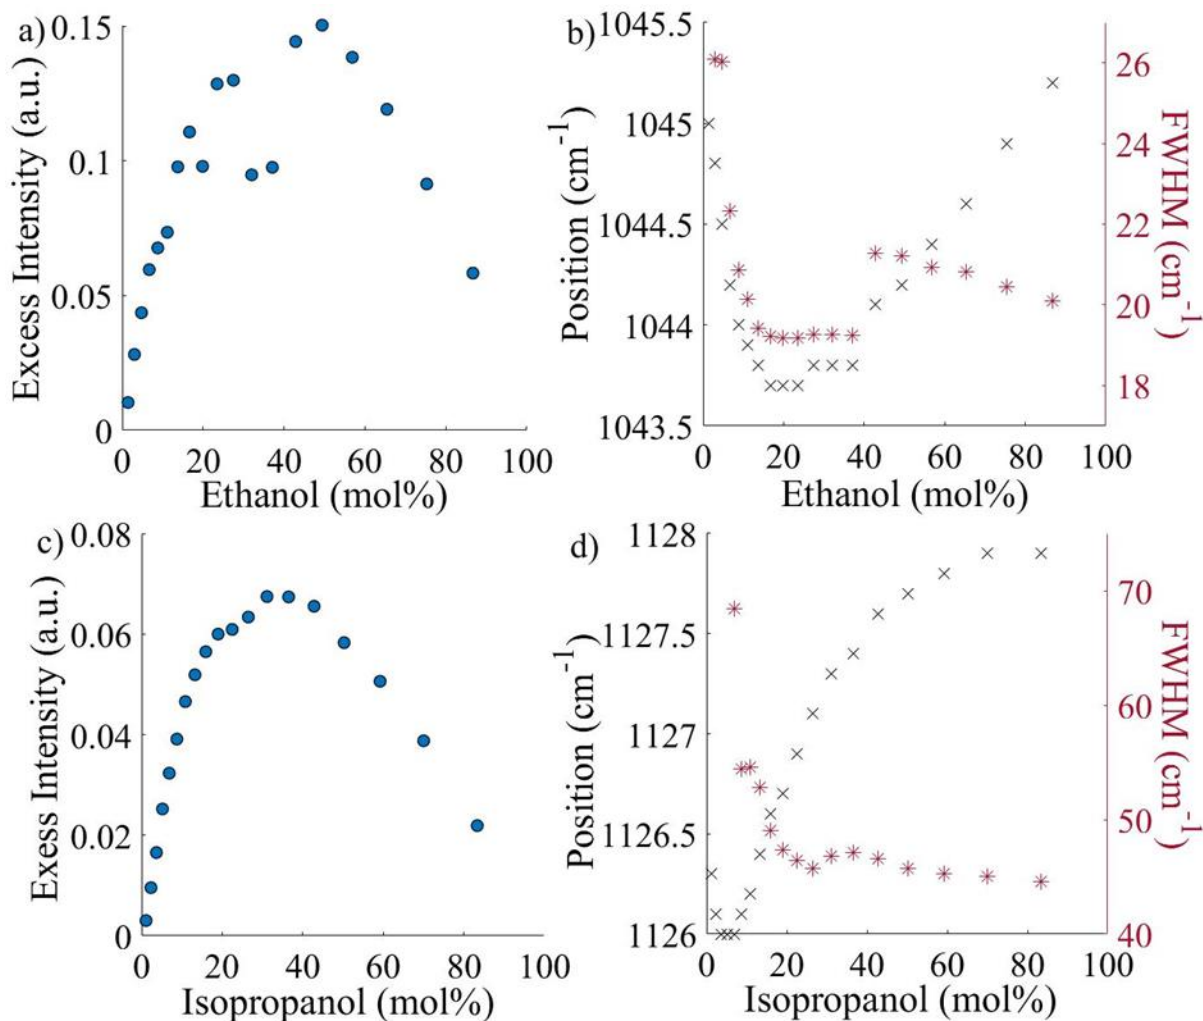 a)
Excess Intensity (a.u.)
0.15
0.1
0.05
0
0 20 40 60 80 100
Ethanol (mol%)
b)
Position (cm-1)
1045.5
1045
1044.5
1044
1043.5
0 20 40 60 80 100
Ethanol (mol%)
26
24
22
20
18
FWHM (cm-1)
c)
Exess Intensity (a.u.)
0.08
0.06
0.04
0.02
0
0 20 40 60 80 100
Isopropanol (mol%)
d)
Position (cm-1)
1128
1127.5
1127
1126.5
1126
0 20 40 60 80 100
Isopropanol (mol%)
70
60
50
40
FWHM (cm-1)